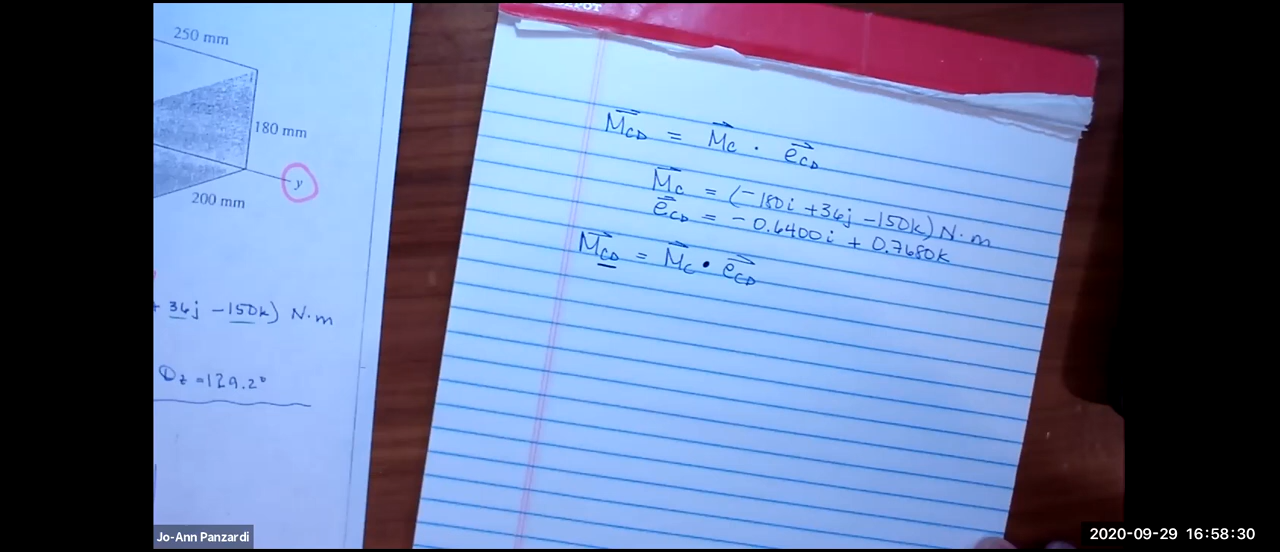 DEPOT
250 mm
180 mm
y
200 mm
+ 36j - 150k) N·m
θz = 129.2°
M⃗CD = M⃗C · e⃗CD
M⃗C = (-180i + 36j - 150k) N·m
e⃗CD = -0.6400i + 0.7680k
M⃗CD = M⃗C • e⃗CD
Jo-Ann Panzardi
2020-09-29 16:58:30